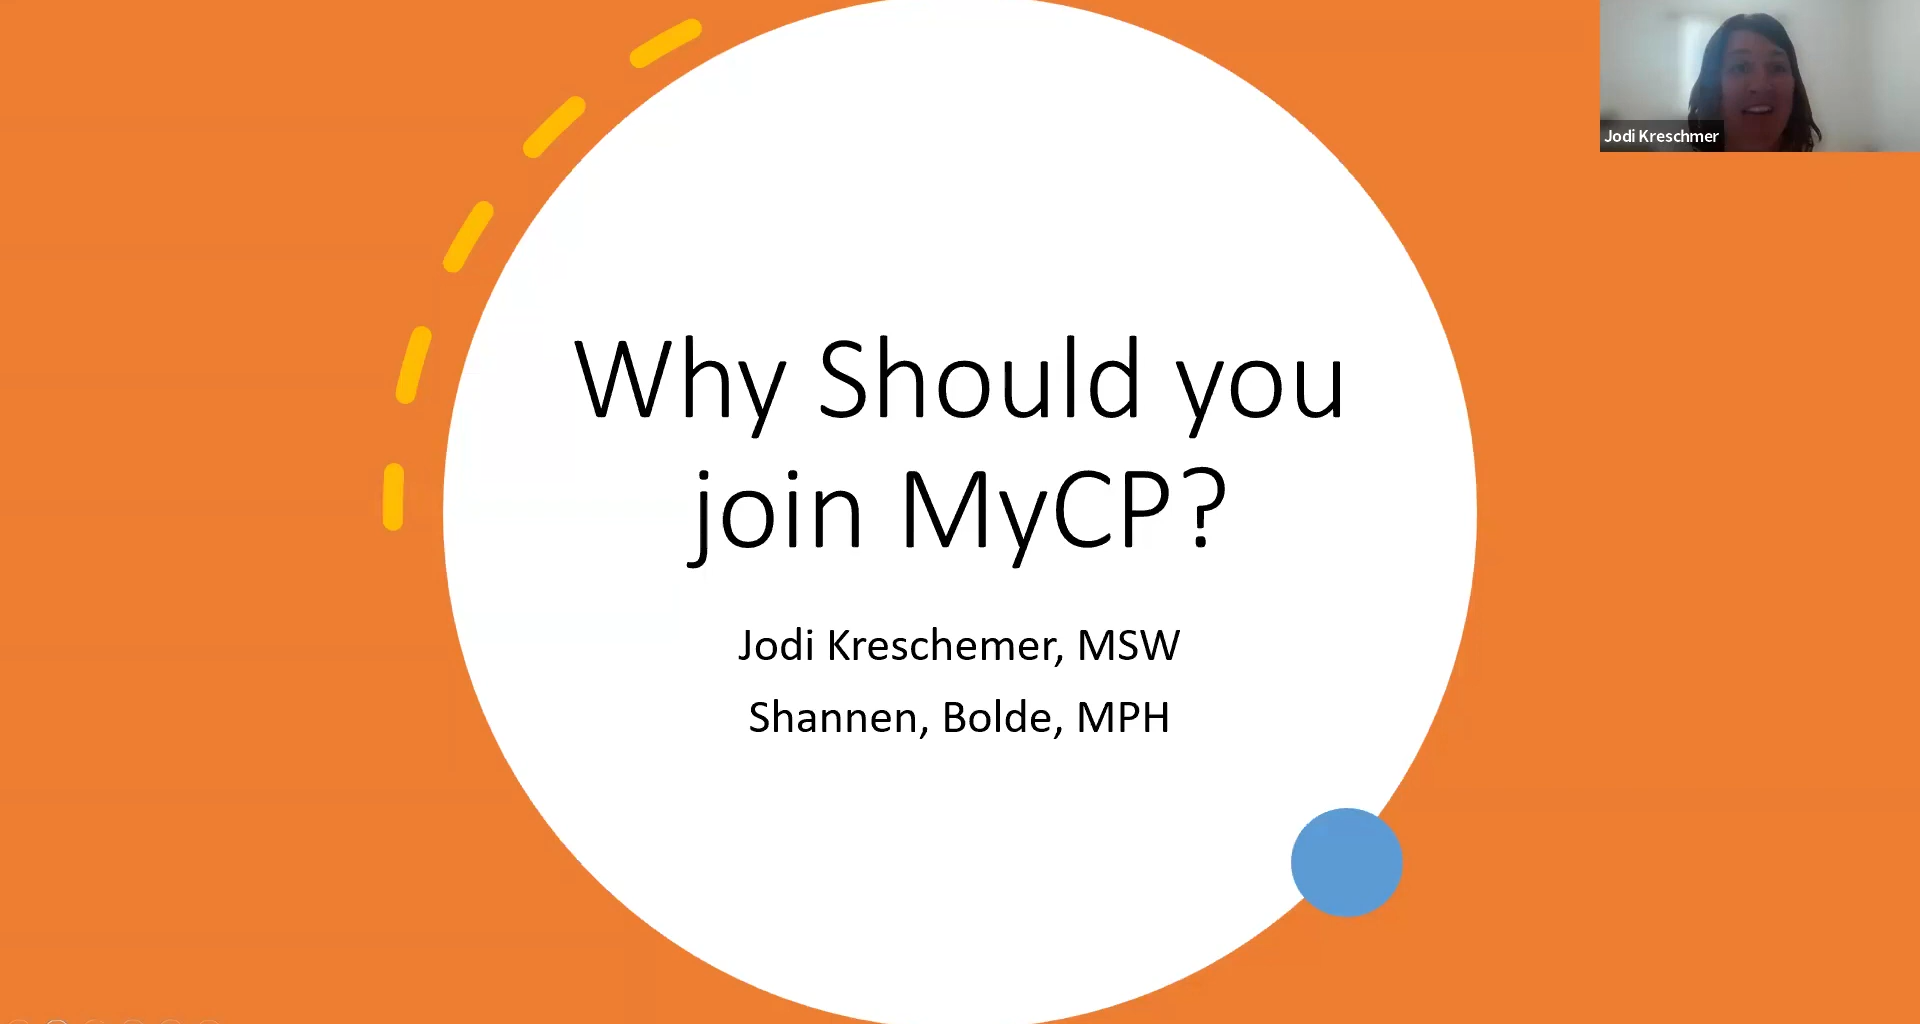 Jodi Kreschmer
Why Should you
join MyCP?
Jodi Kreschemer, MSW
Shannen, Bolde, MPH